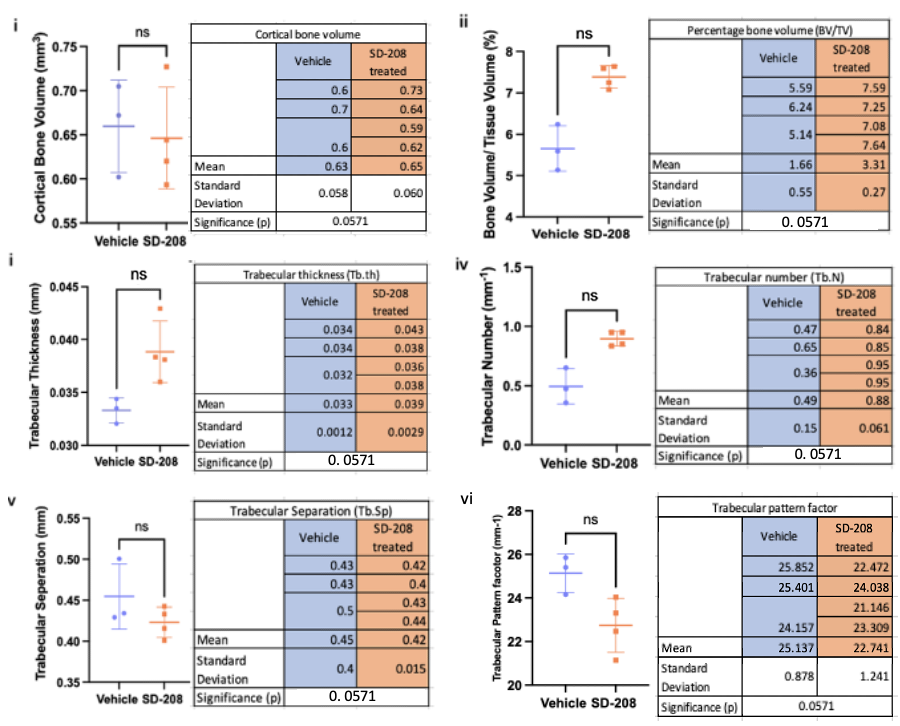 i
ns
Cortical Bone Volume (mm³)
0.75
0.70
0.65
0.60
0.55
Vehicle SD-208
Cortical bone volume
Vehicle SD-208 treated
0.6 0.73
0.7 0.64
0.59
0.6 0.62
Mean 0.63 0.65
Standard Deviation 0.058 0.060
Significance (p) 0.0571
ii
ns
Bone Volume/ Tissue Volume (%)
8
7
6
5
4
Vehicle SD-208
Percentage bone volume (BV/TV)
Vehicle SD-208 treated
5.59 7.59
6.24 7.25
5.14 7.08
7.64
Mean 1.66 3.31
Standard Deviation 0.55 0.27
Significance (p) 0. 0571
i
ns
Trabecular Thickness (mm)
0.045
0.040
0.035
0.030
Vehicle SD-208
Trabecular thickness (Tb.th)
Vehicle SD-208 treated
0.034 0.043
0.034 0.038
0.032 0.036
0.038
Mean 0.033 0.039
Standard Deviation 0.0012 0.0029
Significance (p) 0. 0571
iv
ns
Trabecular Number (mm⁻¹)
1.5
1.0
0.5
0.0
Vehicle SD-208
Trabecular number (Tb.N)
Vehicle SD-208 treated
0.47 0.84
0.65 0.85
0.36 0.95
0.95
Mean 0.49 0.88
Standard Deviation 0.15 0.061
Significance (p) 0. 0571
v
ns
Trabecular Seperation (mm)
0.55
0.50
0.45
0.40
0.35
Vehicle SD-208
Trabecular Separation (Tb.Sp)
Vehicle SD-208 treated
0.43 0.42
0.43 0.4
0.5 0.43
0.44
Mean 0.45 0.42
Standard Deviation 0.4 0.015
Significance (p) 0. 0571
vi
ns
Trabecular Pattern facotor (mm-1)
28
26
24
22
20
Vehicle SD-208
Trabecular pattern factor
Vehicle SD-208 treated
25.852 22.472
25.401 24.038
21.146
24.157 23.309
Mean 25.137 22.741
Standard Deviation 0.878 1.241
Significance (p) 0.0571